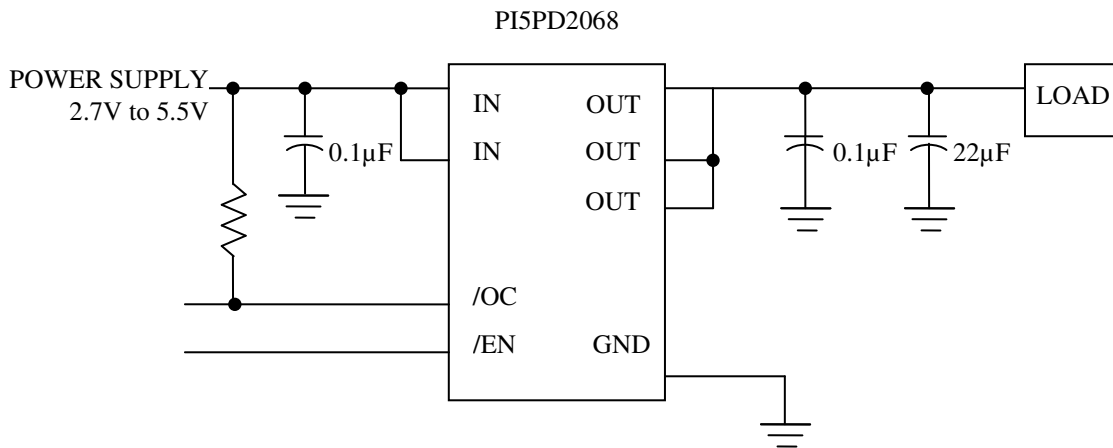 PI5PD2068
POWER SUPPLY
2.7V to 5.5V
IN
OUT
LOAD
IN
OUT
0.1µF
0.1µF
22µF
OUT
/OC
/EN
GND